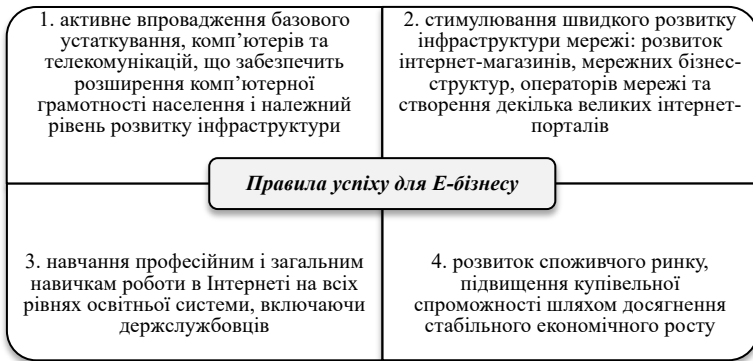 1. активне впровадження базового
устаткування, комп’ютерів та
телекомунікацій, що забезпечить
розширення комп’ютерної
грамотності населення і належний
рівень розвитку інфраструктури
2. стимулювання швидкого розвитку
інфраструктури мережі: розвиток
інтернет-магазинів, мережних бізнес-
структур, операторів мережі та
створення декілька великих інтернет-
порталів
Правила успіху для Е-бізнесу
3. навчання професійним і загальним
навичкам роботи в Інтернеті на всіх
рівнях освітньої системи, включаючи
держслужбовців
4. розвиток споживчого ринку,
підвищення купівельної
спроможності шляхом досягнення
стабільного економічного росту